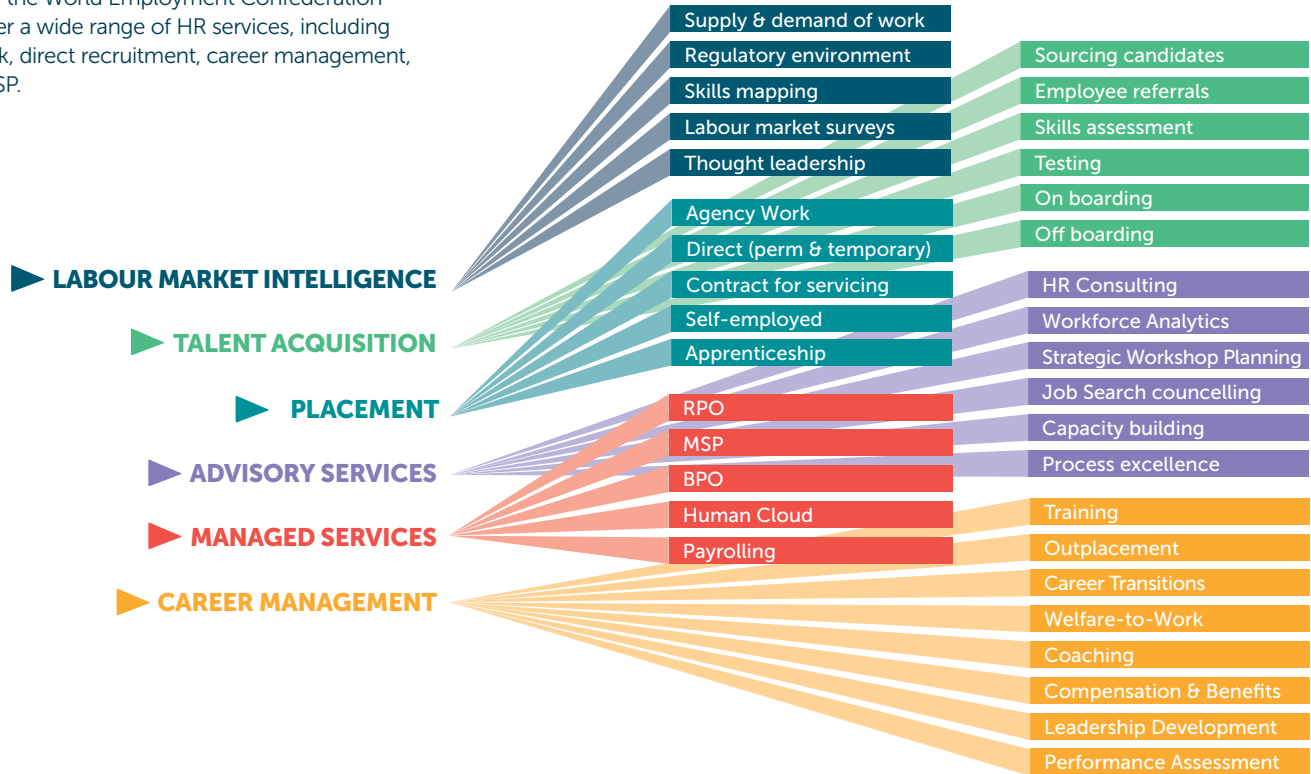 the World Employment Confederation
er a wide range of HR services, including
k, direct recruitment, career management,
SP.
LABOUR MARKET INTELLIGENCE
TALENT ACQUISITION
PLACEMENT
ADVISORY SERVICES
MANAGED SERVICES
CAREER MANAGEMENT
Supply & demand of work
Regulatory environment
Skills mapping
Labour market surveys
Thought leadership
Agency Work
Direct (perm & temporary)
Contract for servicing
Self-employed
Apprenticeship
RPO
MSP
BPO
Human Cloud
Payrolling
Sourcing candidates
Employee referrals
Skills assessment
Testing
On boarding
Off boarding
HR Consulting
Workforce Analytics
Strategic Workshop Planning
Job Search councelling
Capacity building
Process excellence
Training
Outplacement
Career Transitions
Welfare-to-Work
Coaching
Compensation & Benefits
Leadership Development
Performance Assessment